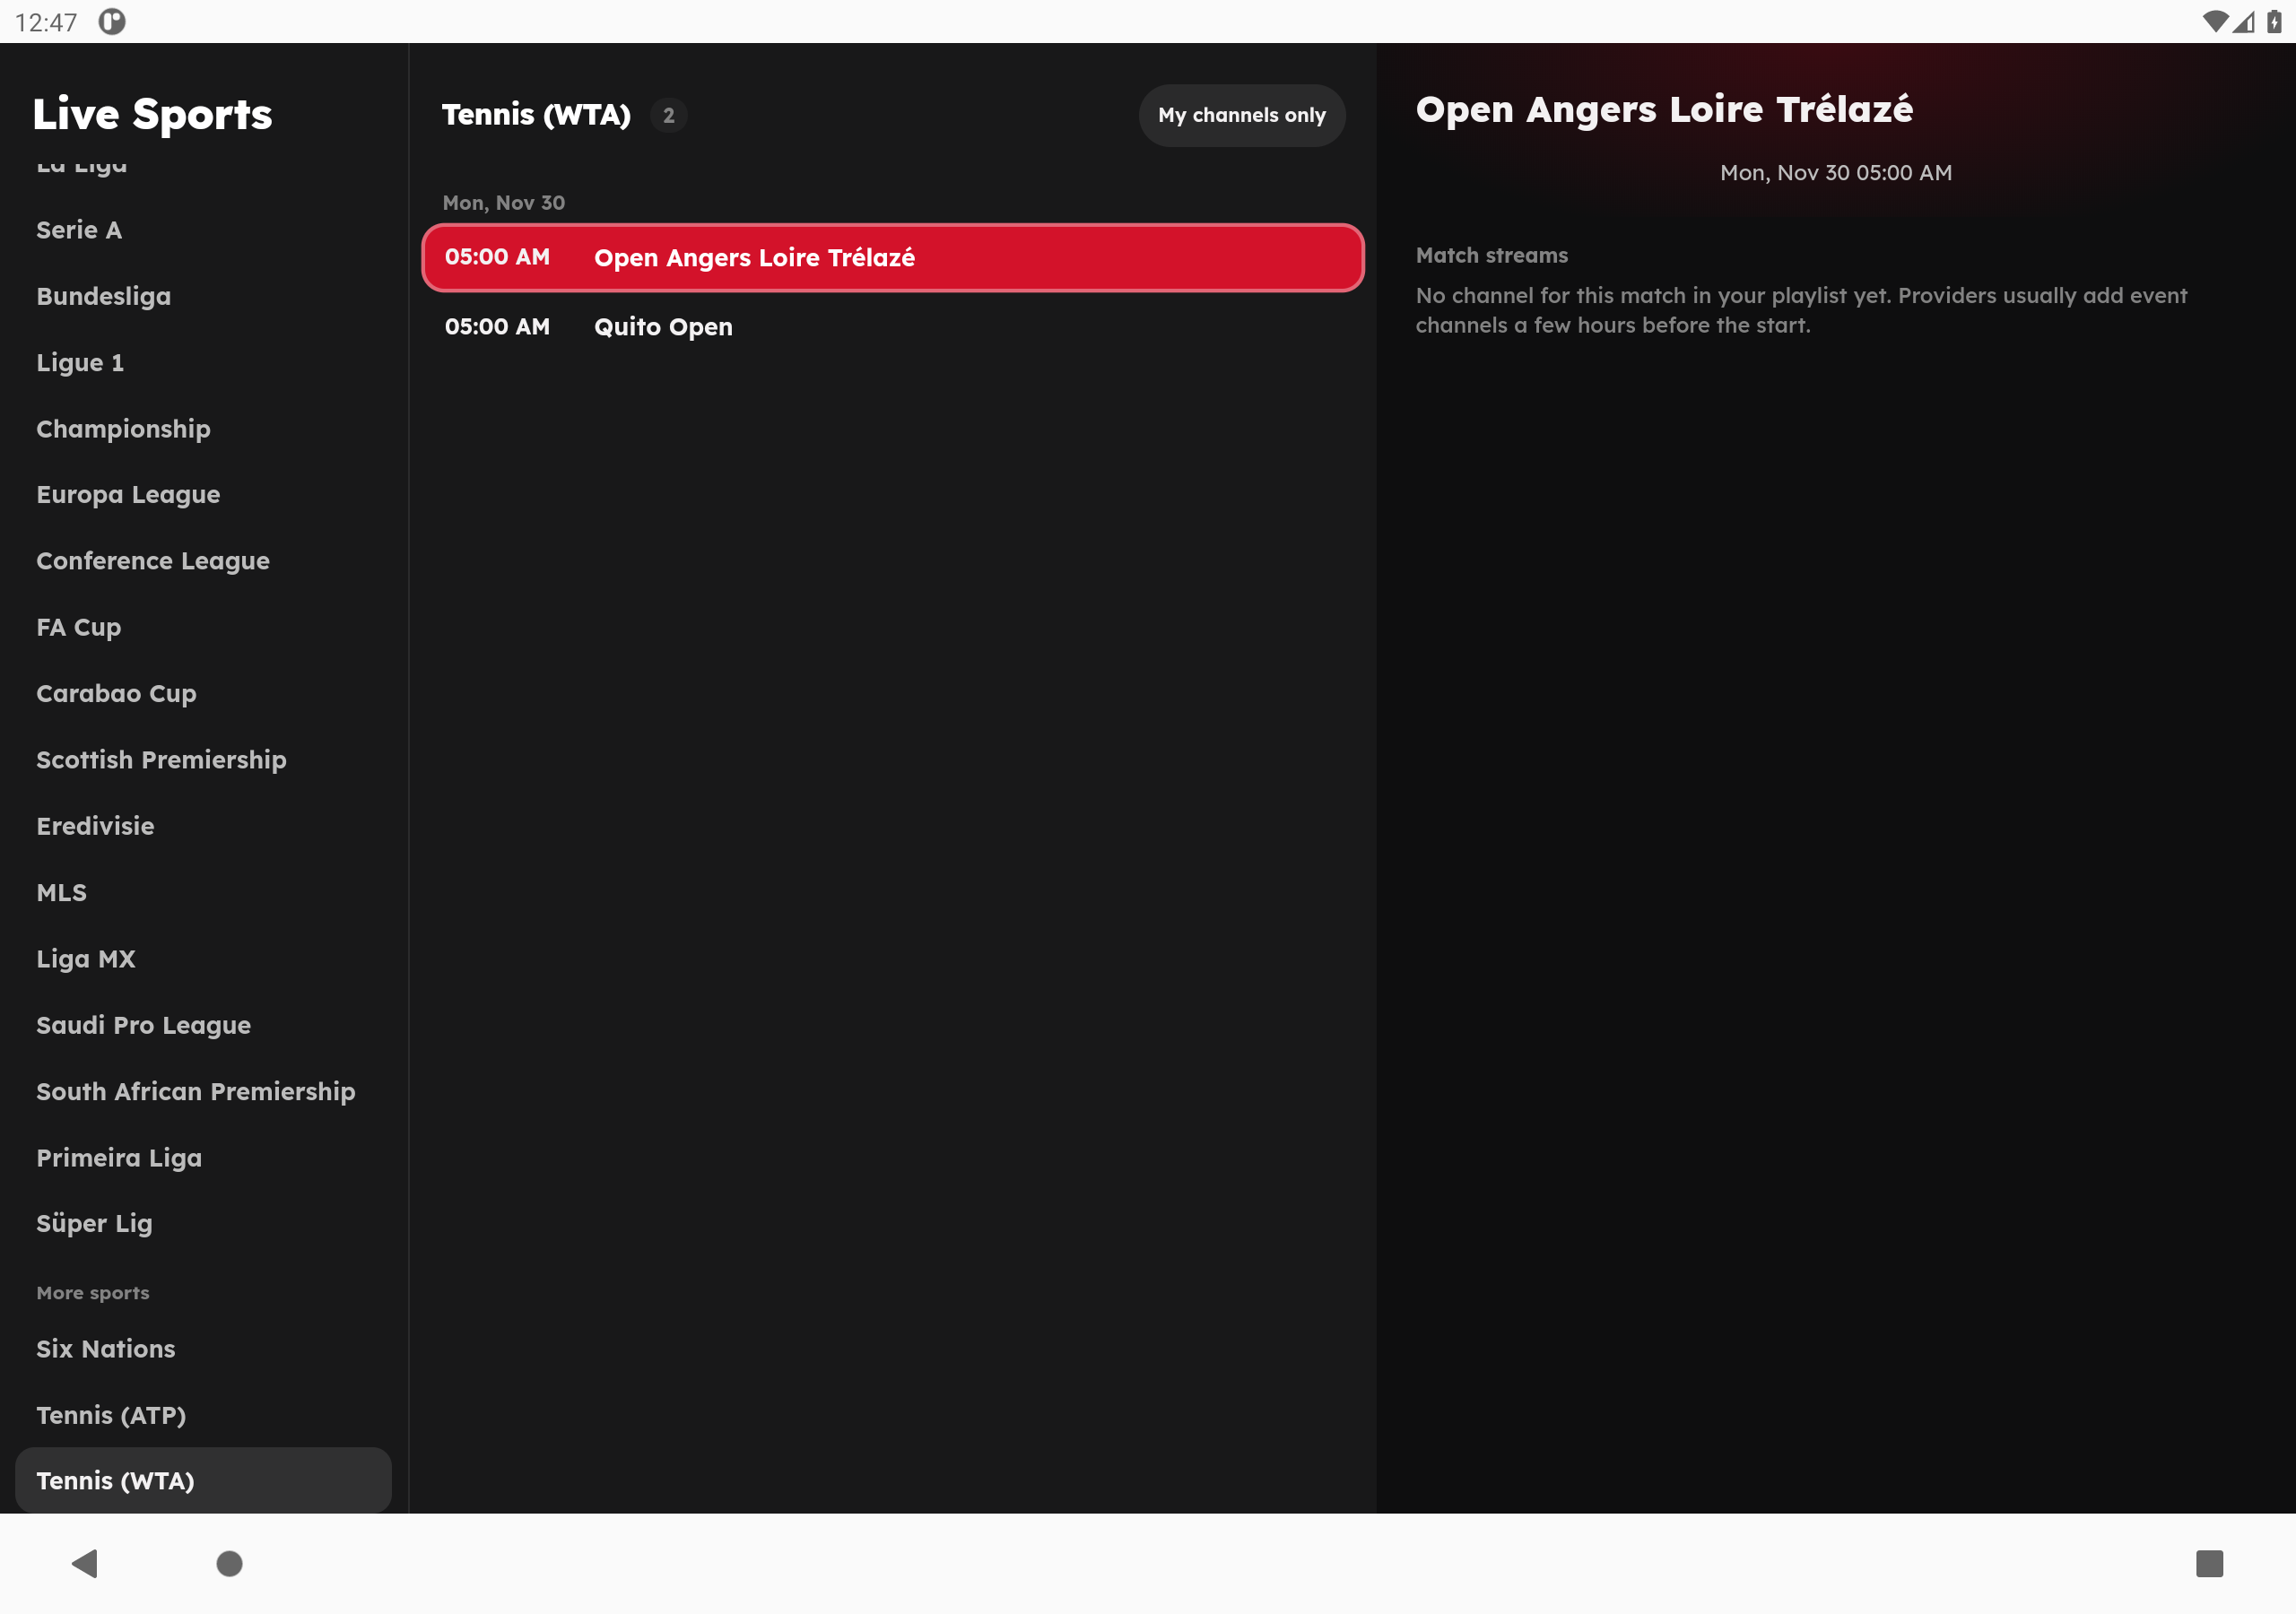 12:47
Live Sports
La Liga
Serie A
Bundesliga
Ligue 1
Championship
Europa League
Conference League
FA Cup
Carabao Cup
Scottish Premiership
Eredivisie
MLS
Liga MX
Saudi Pro League
South African Premiership
Primeira Liga
Süper Lig
More sports
Six Nations
Tennis (ATP)
Tennis (WTA)
Tennis (WTA) 2
My channels only
Mon, Nov 30
05:00 AM Open Angers Loire Trélazé
05:00 AM Quito Open
Open Angers Loire Trélazé
Mon, Nov 30 05:00 AM
Match streams
No channel for this match in your playlist yet. Providers usually add event
channels a few hours before the start.